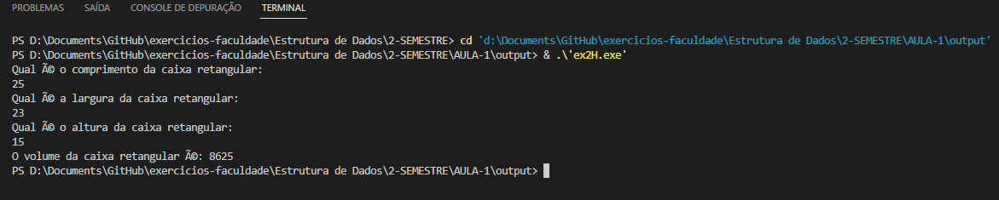 PROBLEMAS SAÍDA CONSOLE DE DEPURAÇÃO TERMINAL
PS D:\Documents\GitHub\exercicios-faculdade\Estrutura de Dados\2-SEMESTRE> cd 'd:\Documents\GitHub\exercicios-faculdade\Estrutura de Dados\2-SEMESTRE\AULA-1\output'
PS D:\Documents\GitHub\exercicios-faculdade\Estrutura de Dados\2-SEMESTRE\AULA-1\output> & .\'ex2H.exe'
Qual Ã© o comprimento da caixa retangular:
25
Qual Ã© a largura da caixa retangular:
23
Qual Ã© o altura da caixa retangular:
15
O volume da caixa retangular Ã©: 8625
PS D:\Documents\GitHub\exercicios-faculdade\Estrutura de Dados\2-SEMESTRE\AULA-1\output>